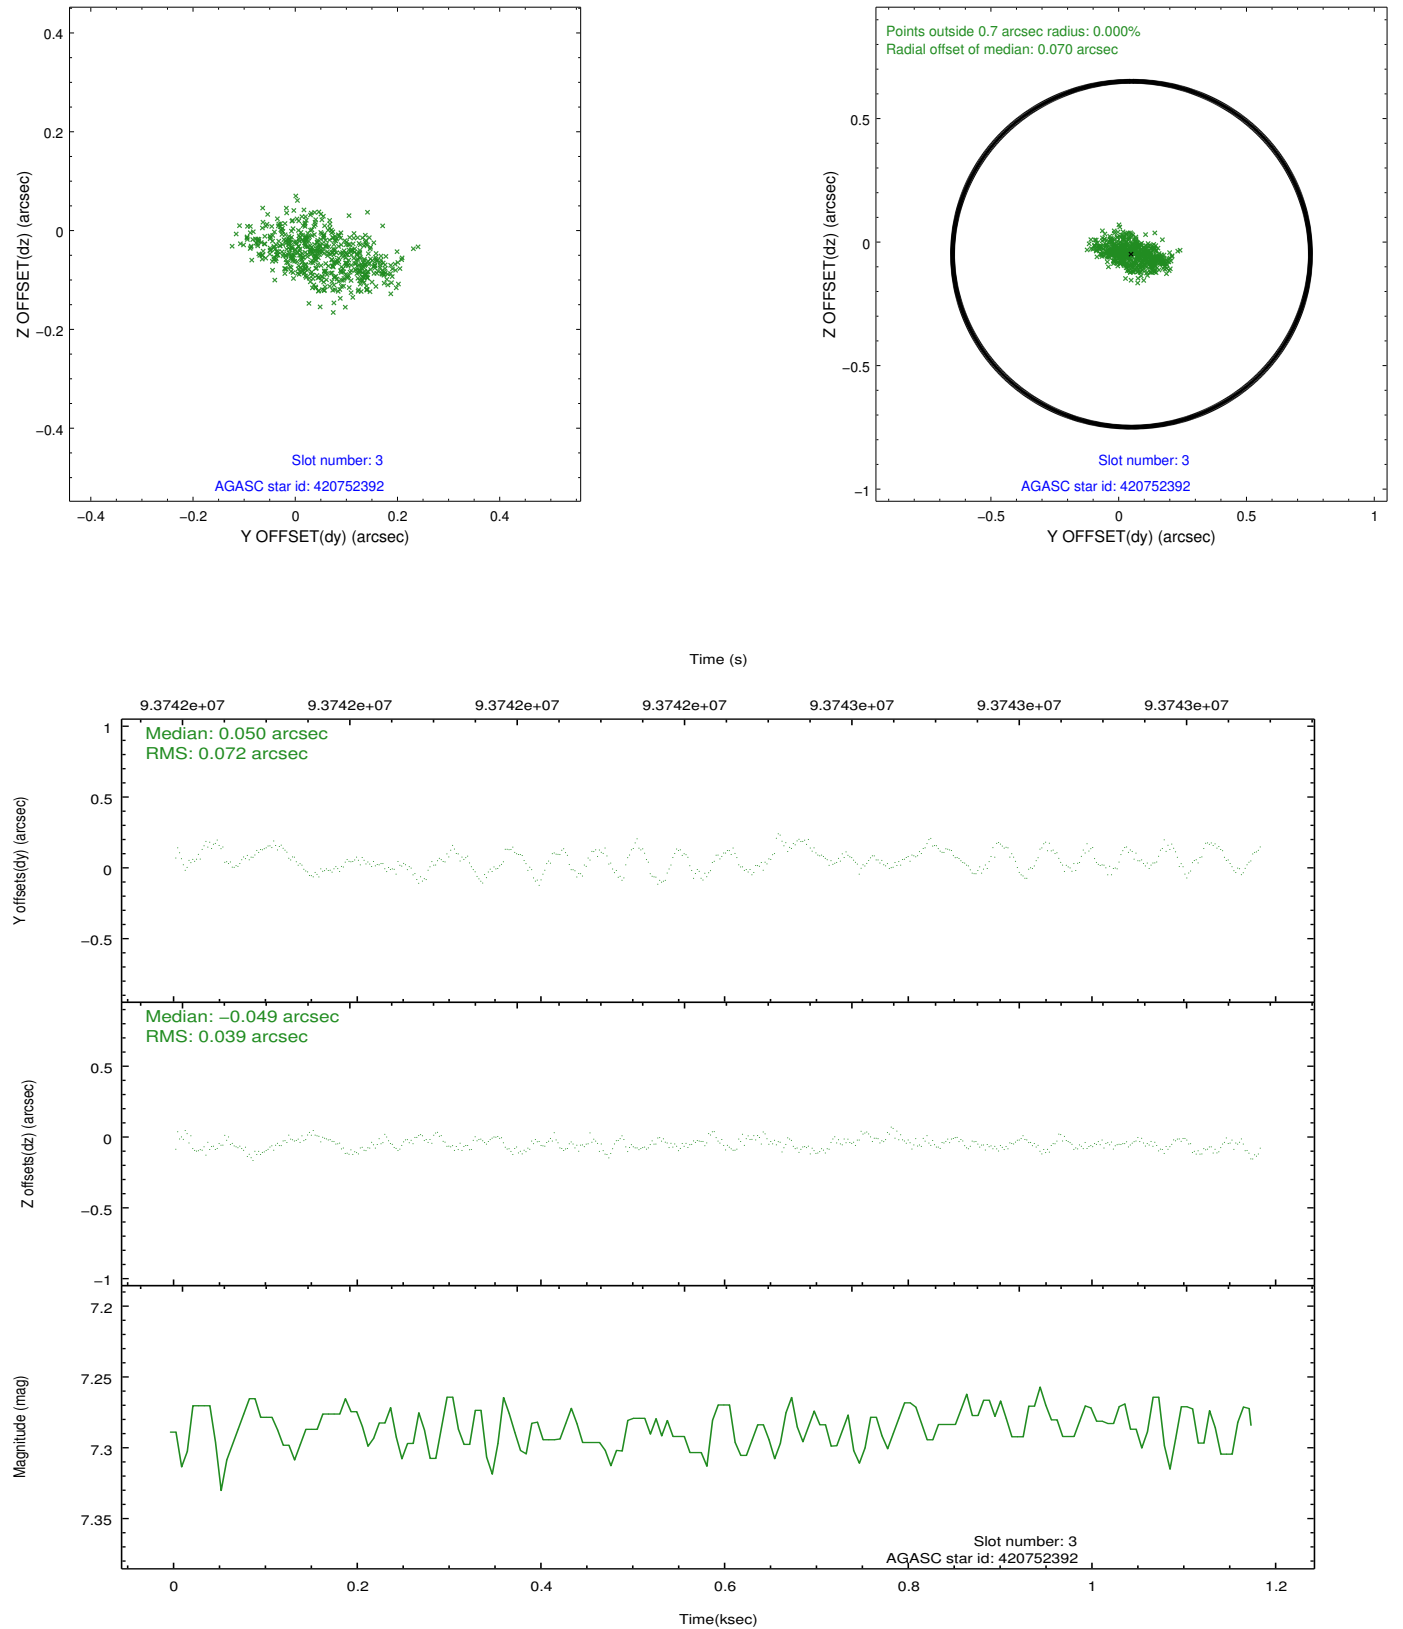 0.4
0.2
0
−0.2
−0.4
Z OFFSET(dz) (arcsec)
Slot number: 3
AGASC star id: 420752392
−0.4 −0.2 0 0.2 0.4
Y OFFSET(dy) (arcsec)
Points outside 0.7 arcsec radius: 0.000%
Radial offset of median: 0.070 arcsec
0.5
0
−0.5
−1
Z OFFSET(dz) (arcsec)
Slot number: 3
AGASC star id: 420752392
−0.5 0 0.5 1
Y OFFSET(dy) (arcsec)
Time (s)
9.3742e+07 9.3742e+07 9.3742e+07 9.3742e+07 9.3743e+07 9.3743e+07 9.3743e+07
Median: 0.050 arcsec
RMS: 0.072 arcsec
1
0.5
0
−0.5
Y offsets(dy) (arcsec)
Median: −0.049 arcsec
RMS: 0.039 arcsec
0.5
0
−0.5
−1
Z offsets(dz) (arcsec)
7.2
7.25
7.3
7.35
Magnitude (mag)
Slot number: 3
AGASC star id: 420752392
0 0.2 0.4 0.6 0.8 1 1.2
Time(ksec)